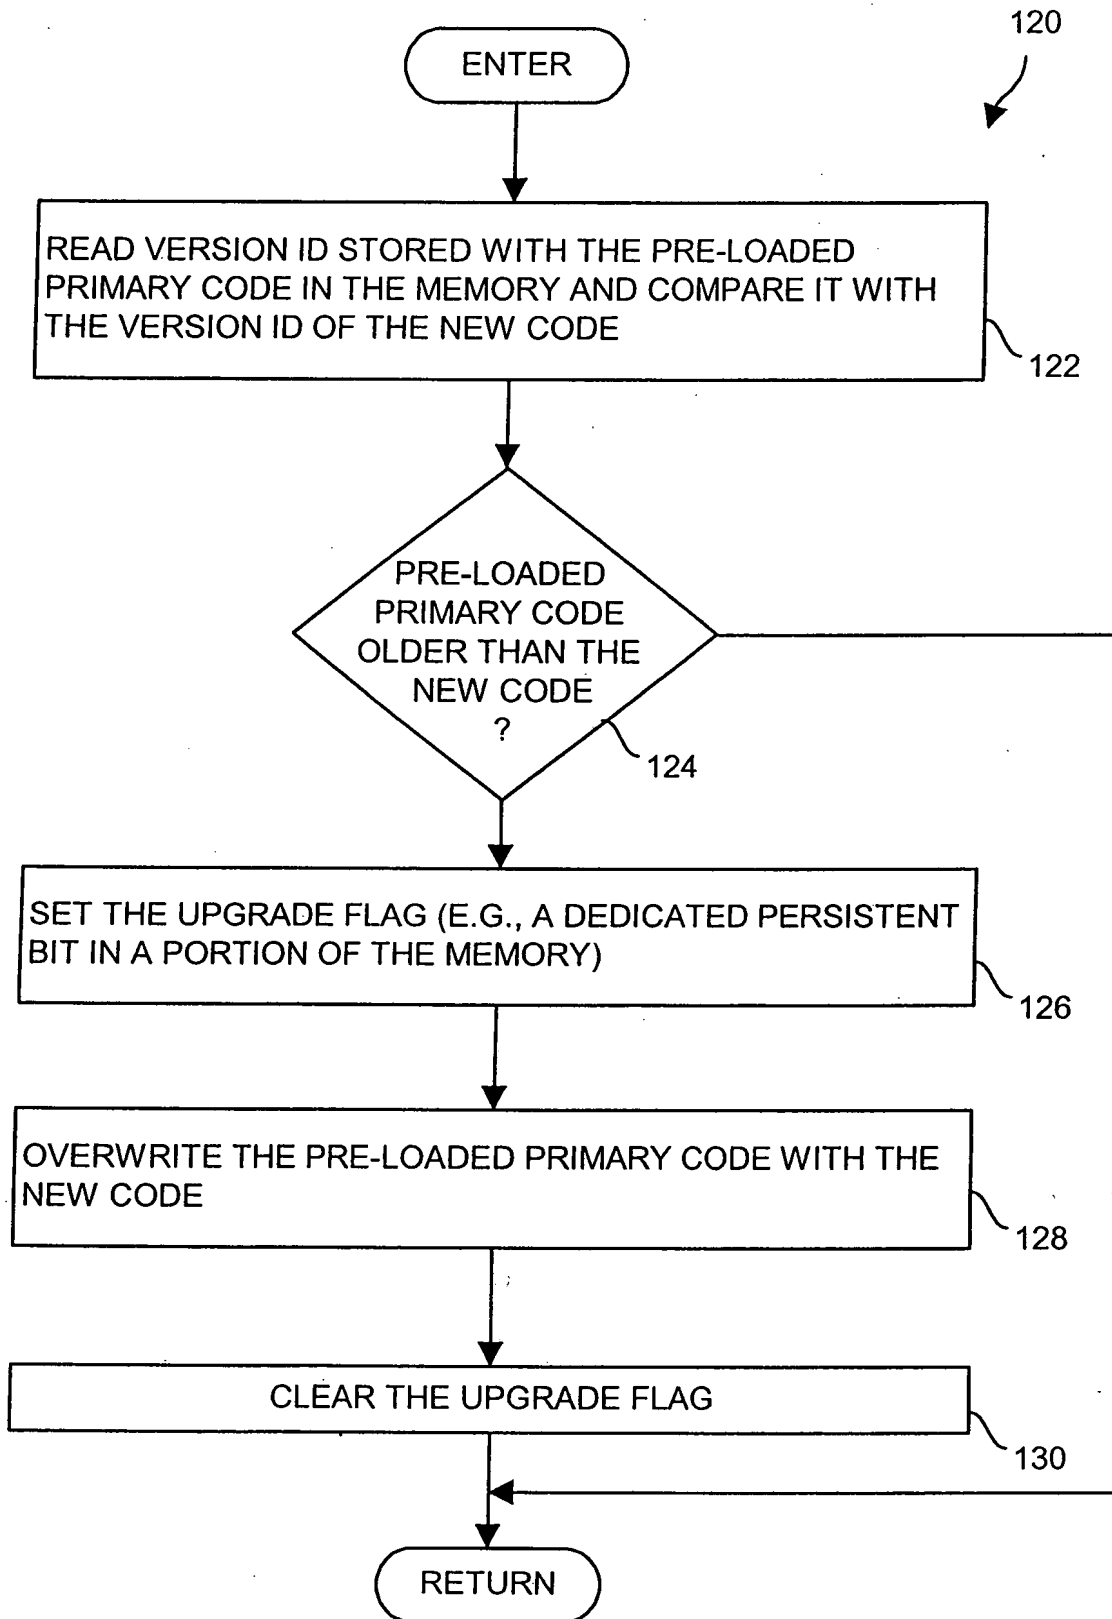 120
ENTER
READ VERSION ID STORED WITH THE PRE-LOADED
PRIMARY CODE IN THE MEMORY AND COMPARE IT WITH
THE VERSION ID OF THE NEW CODE
122
PRE-LOADED
PRIMARY CODE
OLDER THAN THE
NEW CODE
?
124
SET THE UPGRADE FLAG (E.G., A DEDICATED PERSISTENT
BIT IN A PORTION OF THE MEMORY)
126
OVERWRITE THE PRE-LOADED PRIMARY CODE WITH THE
NEW CODE
128
CLEAR THE UPGRADE FLAG
130
RETURN